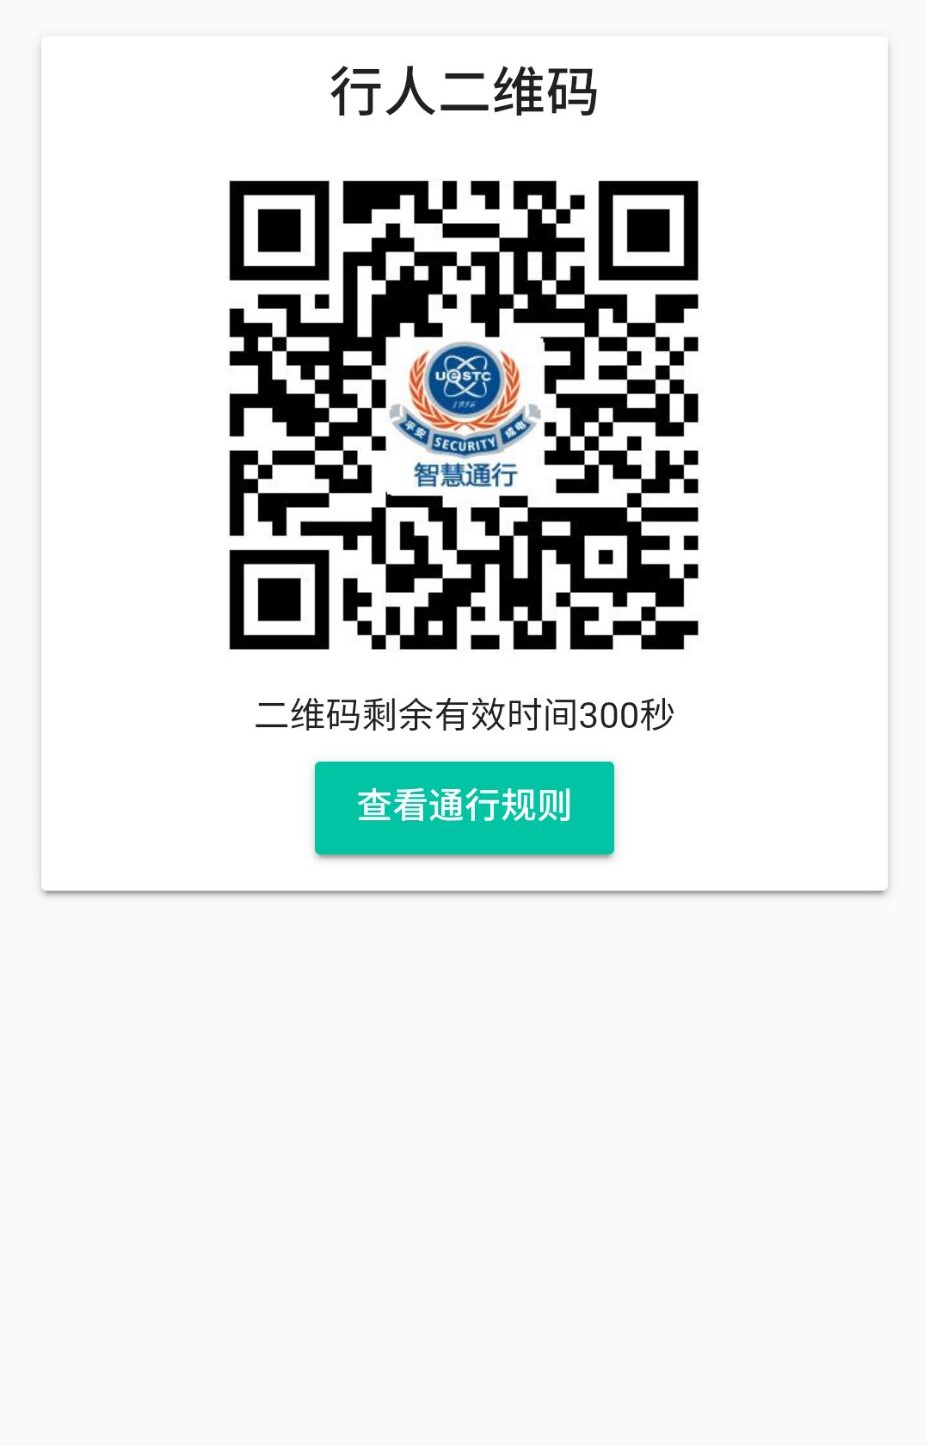 行人二维码
UESTC
1956
平安 SECURITY 成电
智慧通行
二维码剩余有效时间300秒
查看通行规则